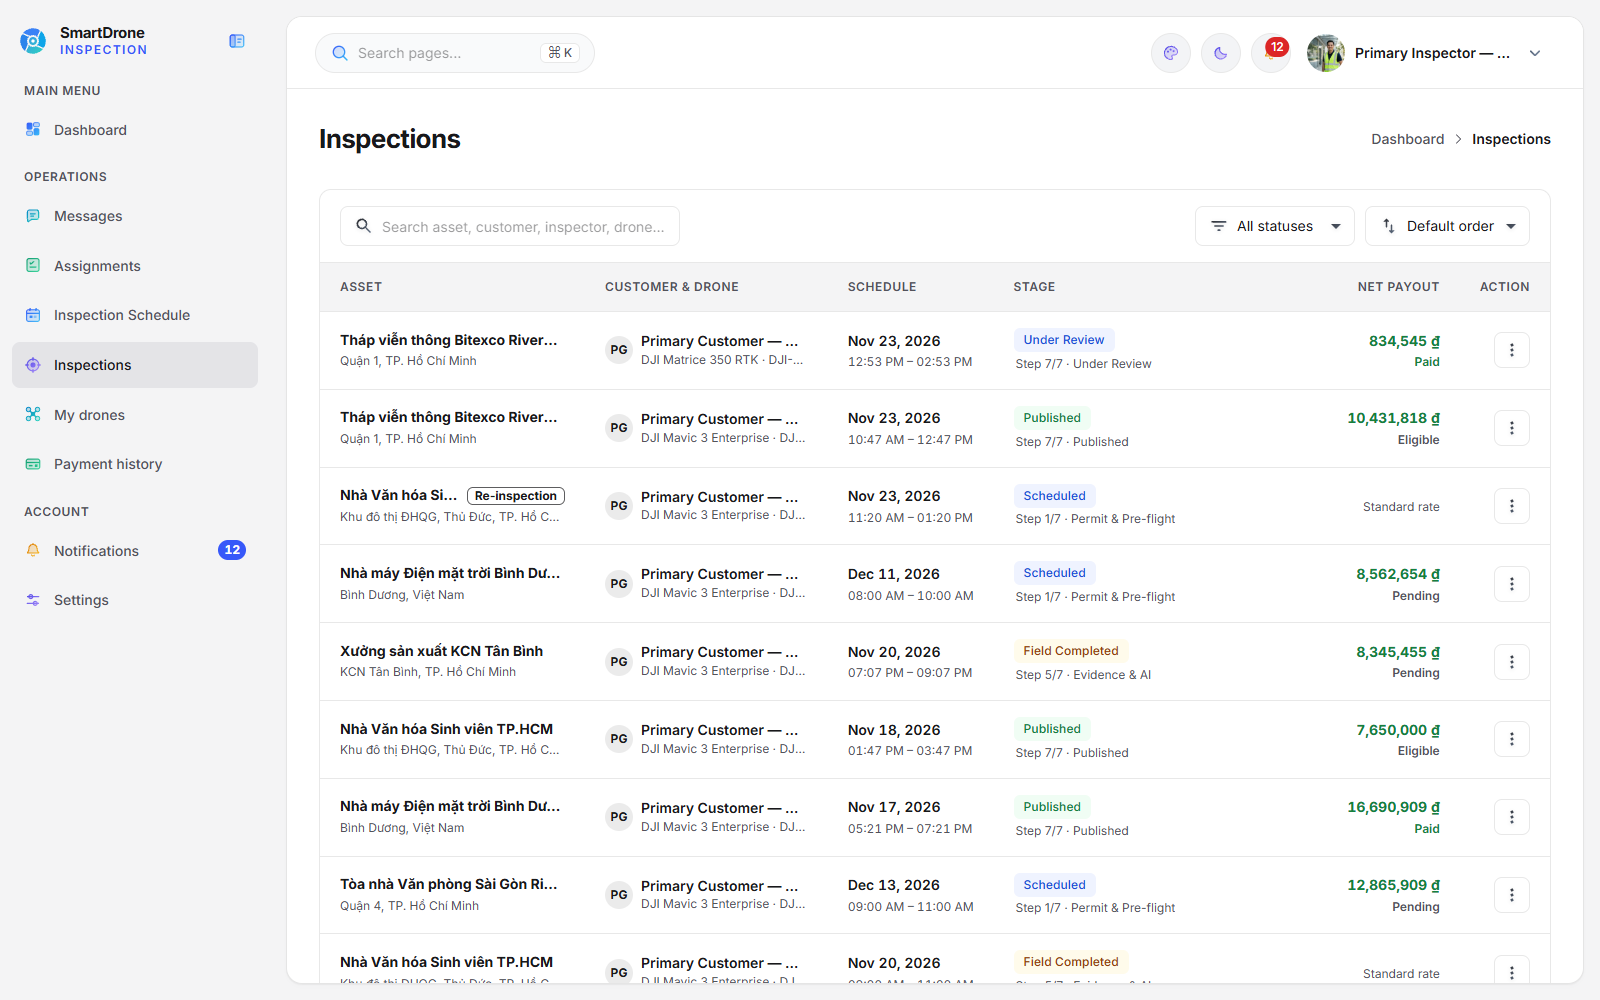 SmartDrone
INSPECTION
MAIN MENU
Dashboard
OPERATIONS
Messages
Assignments
Inspection Schedule
Inspections
My drones
Payment history
ACCOUNT
Notifications 12
Settings
Search pages... ⌘ K
12
Primary Inspector — ...
Inspections
Dashboard > Inspections
Search asset, customer, inspector, drone...
All statuses
Default order
ASSET CUSTOMER & DRONE SCHEDULE STAGE NET PAYOUT ACTION
Tháp viễn thông Bitexco River... PG Primary Customer — ... Nov 23, 2026 Under Review 834,545 ₫
Quận 1, TP. Hồ Chí Minh DJI Matrice 350 RTK · DJI-... 12:53 PM – 02:53 PM Step 7/7 · Under Review Paid
Tháp viễn thông Bitexco River... PG Primary Customer — ... Nov 23, 2026 Published 10,431,818 ₫
Quận 1, TP. Hồ Chí Minh DJI Mavic 3 Enterprise · DJ... 10:47 AM – 12:47 PM Step 7/7 · Published Eligible
Nhà Văn hóa Si... Re-inspection PG Primary Customer — ... Nov 23, 2026 Scheduled Standard rate
Khu đô thị ĐHQG, Thủ Đức, TP. Hồ C... DJI Mavic 3 Enterprise · DJ... 11:20 AM – 01:20 PM Step 1/7 · Permit & Pre-flight
Nhà máy Điện mặt trời Bình Dư... PG Primary Customer — ... Dec 11, 2026 Scheduled 8,562,654 ₫
Bình Dương, Việt Nam DJI Mavic 3 Enterprise · DJ... 08:00 AM – 10:00 AM Step 1/7 · Permit & Pre-flight Pending
Xưởng sản xuất KCN Tân Bình PG Primary Customer — ... Nov 20, 2026 Field Completed 8,345,455 ₫
KCN Tân Bình, TP. Hồ Chí Minh DJI Mavic 3 Enterprise · DJ... 07:07 PM – 09:07 PM Step 5/7 · Evidence & AI Pending
Nhà Văn hóa Sinh viên TP.HCM PG Primary Customer — ... Nov 18, 2026 Published 7,650,000 ₫
Khu đô thị ĐHQG, Thủ Đức, TP. Hồ C... DJI Mavic 3 Enterprise · DJ... 01:47 PM – 03:47 PM Step 7/7 · Published Eligible
Nhà máy Điện mặt trời Bình Dư... PG Primary Customer — ... Nov 17, 2026 Published 16,690,909 ₫
Bình Dương, Việt Nam DJI Mavic 3 Enterprise · DJ... 05:21 PM – 07:21 PM Step 7/7 · Published Paid
Tòa nhà Văn phòng Sài Gòn Ri... PG Primary Customer — ... Dec 13, 2026 Scheduled 12,865,909 ₫
Quận 4, TP. Hồ Chí Minh DJI Mavic 3 Enterprise · DJ... 09:00 AM – 11:00 AM Step 1/7 · Permit & Pre-flight Pending
Nhà Văn hóa Sinh viên TP.HCM PG Primary Customer — ... Nov 20, 2026 Field Completed Standard rate